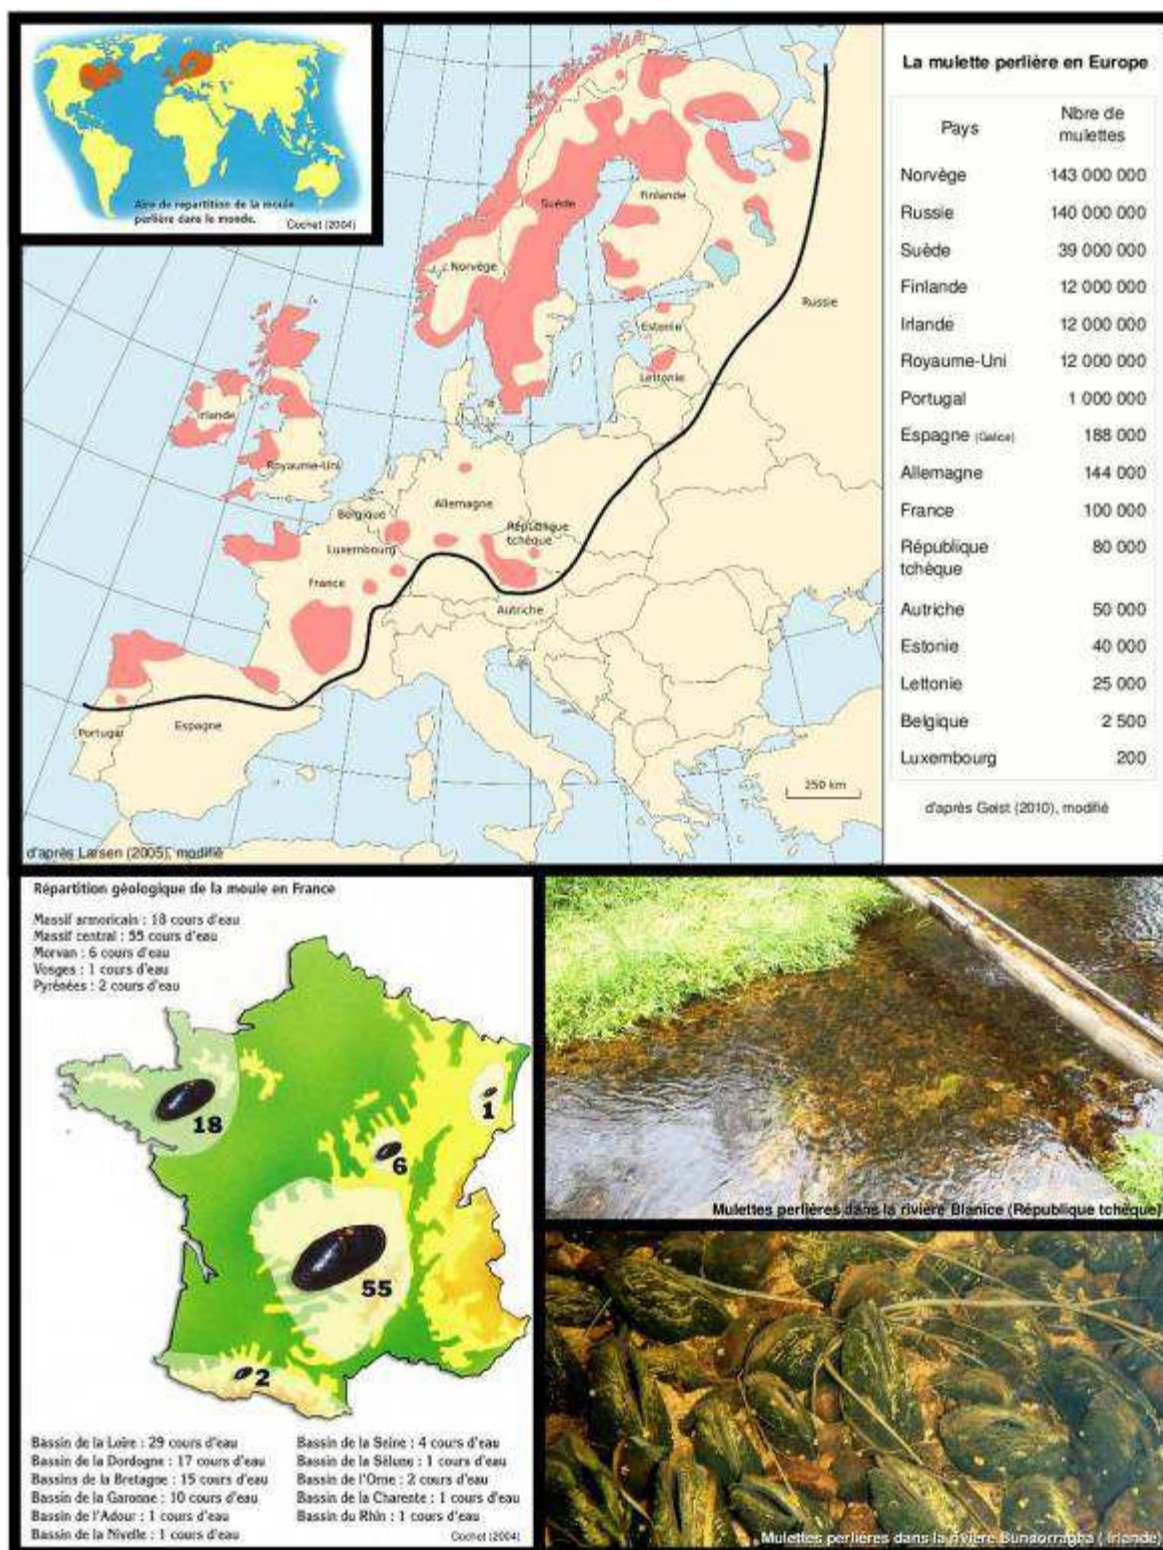 Aire de repartition de la moule
perlière dans le monde.
Cochet (2004)
Suède
Finlande
Norvège
Russie
Estonie
Lettonie
Irlande
Royaume-Uni
Allemagne
Belgique
République
tchèque
Luxembourg
France
Autriche
Espagne
Portugal
250 km
d'après Larsen (2005), modifié
La mulette perlière en Europe
Pays Nbre de
mulettes
Norvège 143 000 000
Russie 140 000 000
Suède 39 000 000
Finlande 12 000 000
Irlande 12 000 000
Royaume-Uni 12 000 000
Portugal 1 000 000
Espagne (Galice) 188 000
Allemagne 144 000
France 100 000
République 80 000
tchèque
Autriche 50 000
Estonie 40 000
Lettonie 25 000
Belgique 2 500
Luxembourg 200
d'après Geist (2010), modifié
Répartition géologique de la moule en France
Massif armoricain : 18 cours d'eau
Massif central : 55 cours d'eau
Morvan : 6 cours d'eau
Vosges : 1 cours d'eau
Pyrénées : 2 cours d'eau
18
1
6
55
2
Bassin de la Loire : 29 cours d'eau
Bassin de la Dordogne : 17 cours d'eau
Bassins de la Bretagne : 15 cours d'eau
Bassin de la Garonne : 10 cours d'eau
Bassin de l'Adour : 1 cours d'eau
Bassin de la Nivelle : 1 cours d'eau
Bassin de la Seine : 4 cours d'eau
Bassin de la Sélune : 1 cours d'eau
Bassin de l'Orne : 2 cours d'eau
Bassin de la Charente : 1 cours d'eau
Bassin du Rhin : 1 cours d'eau
Cochet (2004)
Mulettes perlières dans la rivière Blanice (République tchèque)
Mulettes perlières dans la rivière Bundorragha ( Irlande)